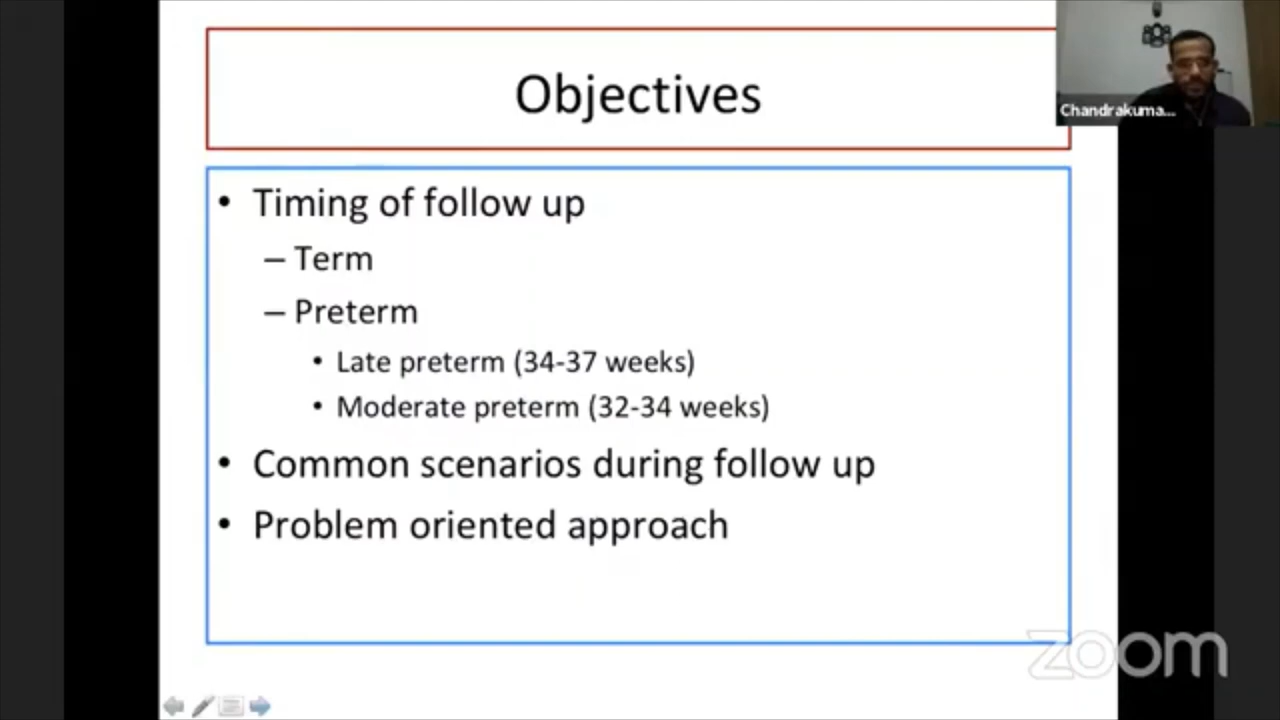 Objectives
Chandrakuma...
• Timing of follow up
– Term
– Preterm
• Late preterm (34-37 weeks)
• Moderate preterm (32-34 weeks)
• Common scenarios during follow up
• Problem oriented approach
zoom